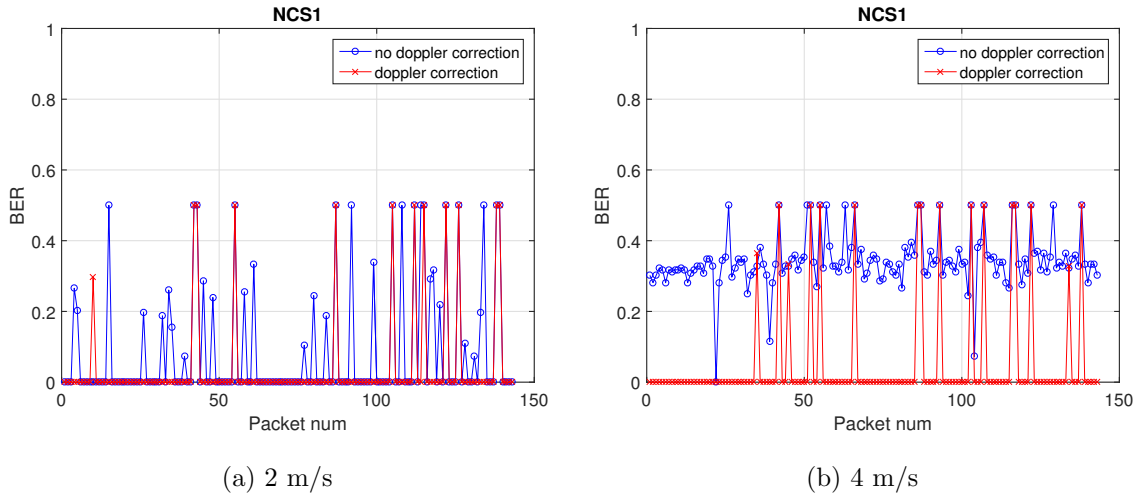 NCS1
no doppler correction
doppler correction
1
0.8
0.6
0.4
0.2
0
BER
0
50
100
150
Packet num
(a) 2 m/s
NCS1
no doppler correction
doppler correction
1
0.8
0.6
0.4
0.2
0
BER
0
50
100
150
Packet num
(b) 4 m/s